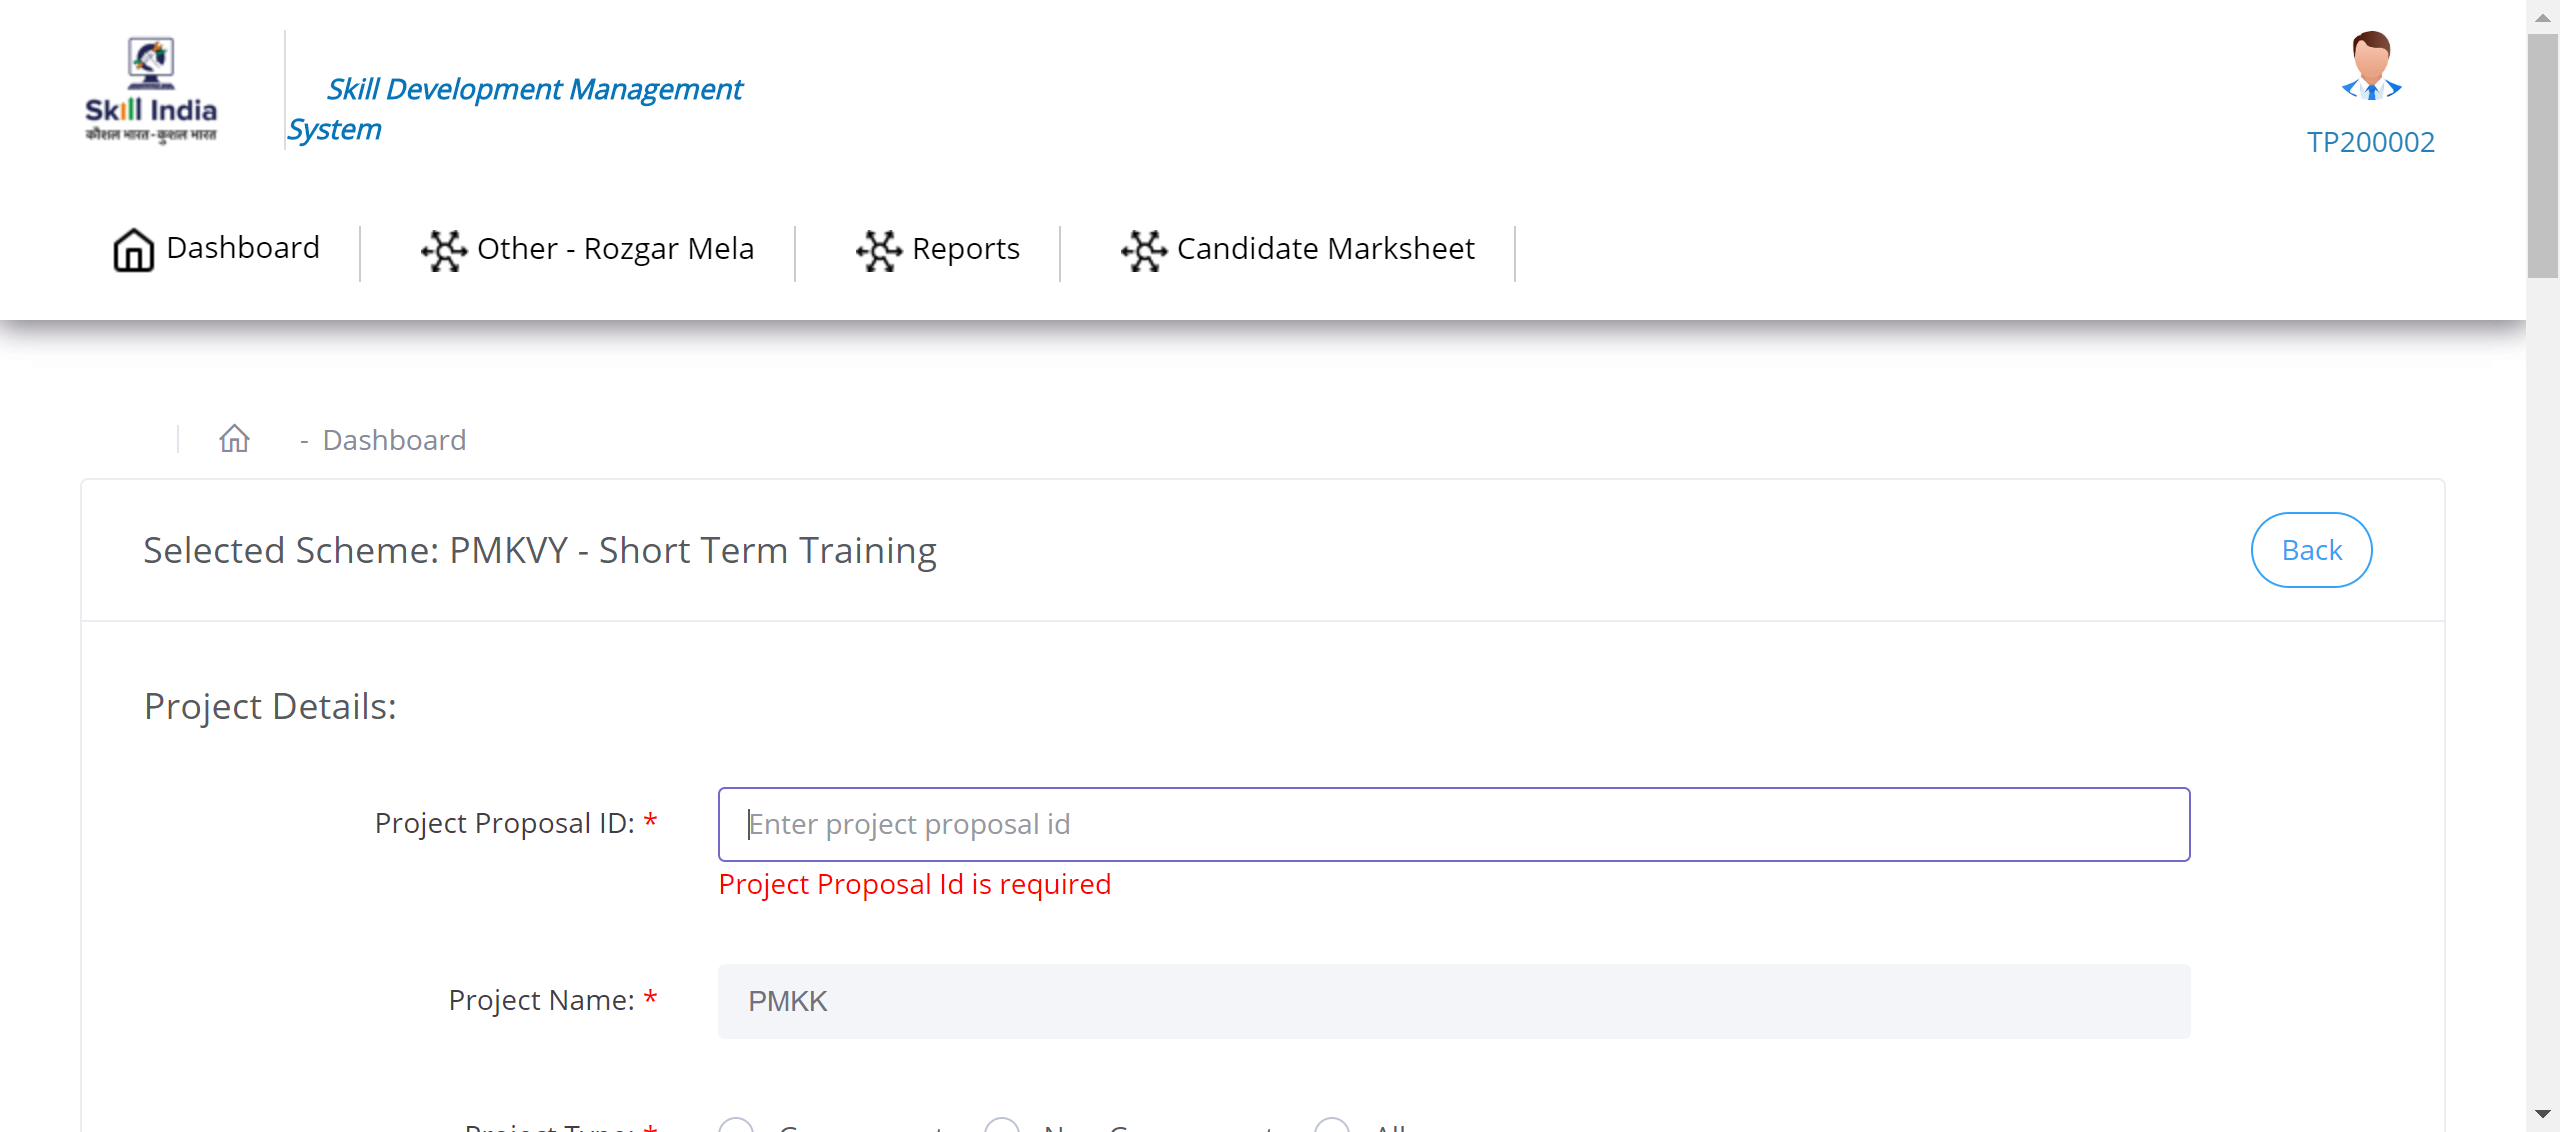 Skill India
कौशल भारत-कुशल भारत
Skill Development Management
System
TP200002
Dashboard
Other - Rozgar Mela
Reports
Candidate Marksheet
- Dashboard
Selected Scheme: PMKVY - Short Term Training
Back
Project Details:
Project Proposal ID: *
Enter project proposal id
Project Proposal Id is required
Project Name: *
PMKK